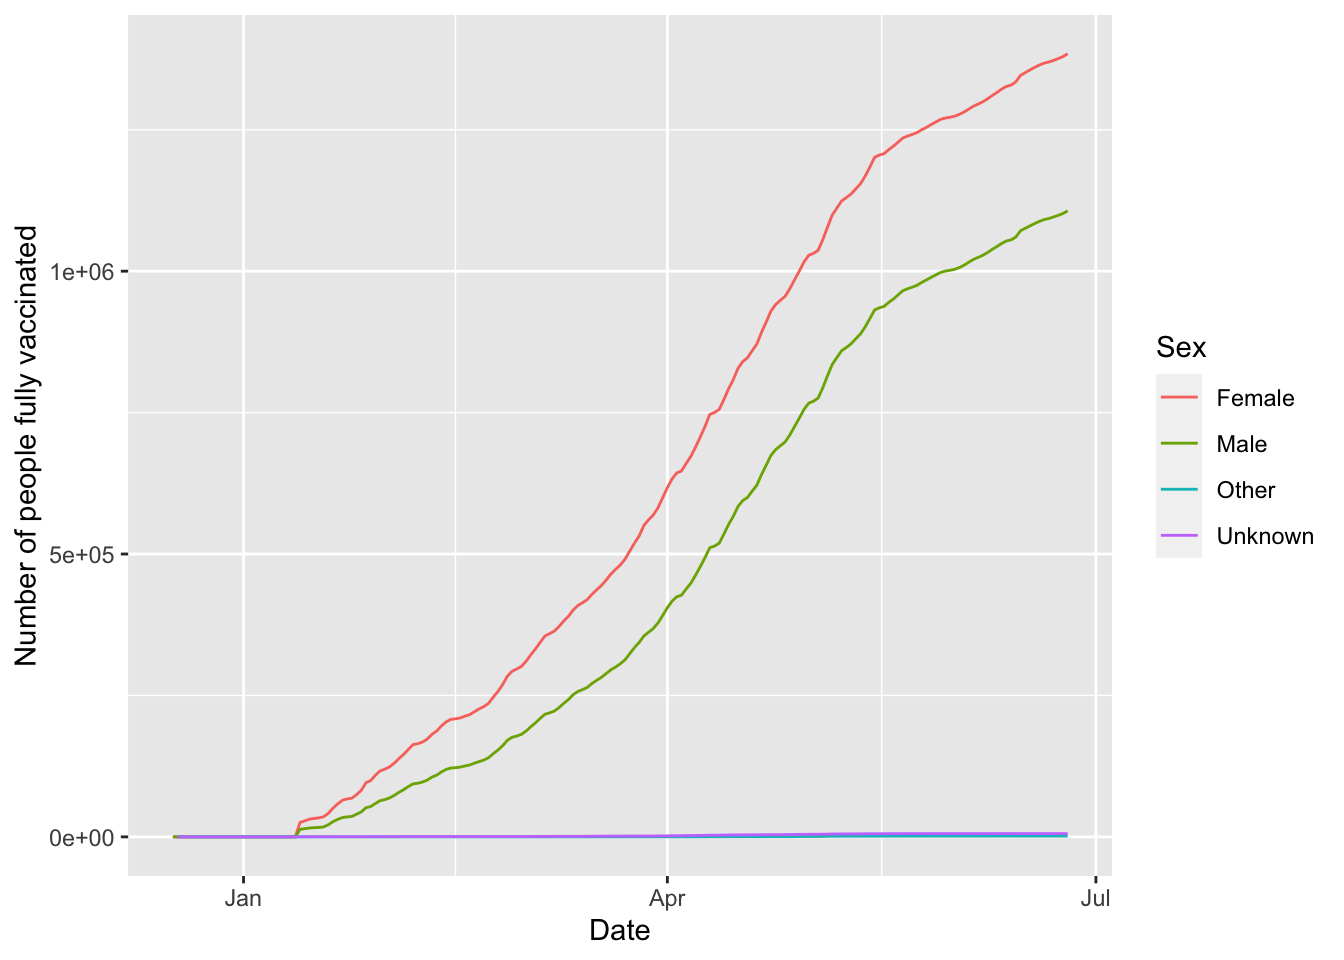 Number of people fully vaccinated
1e+06
5e+05
0e+00
Jan
Apr
Jul
Date
Sex
Female
Male
Other
Unknown